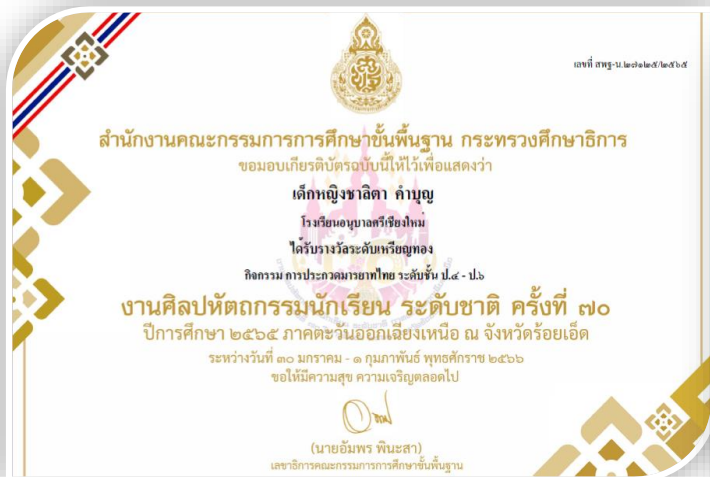 เลขที่ สพฐ-น.๒๗๑๒๕/๒๕๖๕
สำนักงานคณะกรรมการการศึกษาขั้นพื้นฐาน กระทรวงศึกษาธิการ
ขอมอบเกียรติบัตรฉบับนี้ให้ไว้เพื่อแสดงว่า
เด็กหญิงชาลิตา คำบุญ
โรงเรียนอนุบาลศรีเชียงใหม่
ได้รับรางวัลระดับเหรียญทอง
กิจกรรม การประกวดมารยาทไทย ระดับชั้น ป.๔ - ป.๖
งานศิลปหัตถกรรมนักเรียน ระดับชาติ ครั้งที่ ๗๐
ปีการศึกษา ๒๕๖๕ ภาคตะวันออกเฉียงเหนือ ณ จังหวัดร้อยเอ็ด
ระหว่างวันที่ ๓๐ มกราคม - ๑ กุมภาพันธ์ พุทธศักราช ๒๕๖๖
ขอให้มีความสุข ความเจริญตลอดไป
(นายอัมพร พินะสา)
เลขาธิการคณะกรรมการการศึกษาขั้นพื้นฐาน